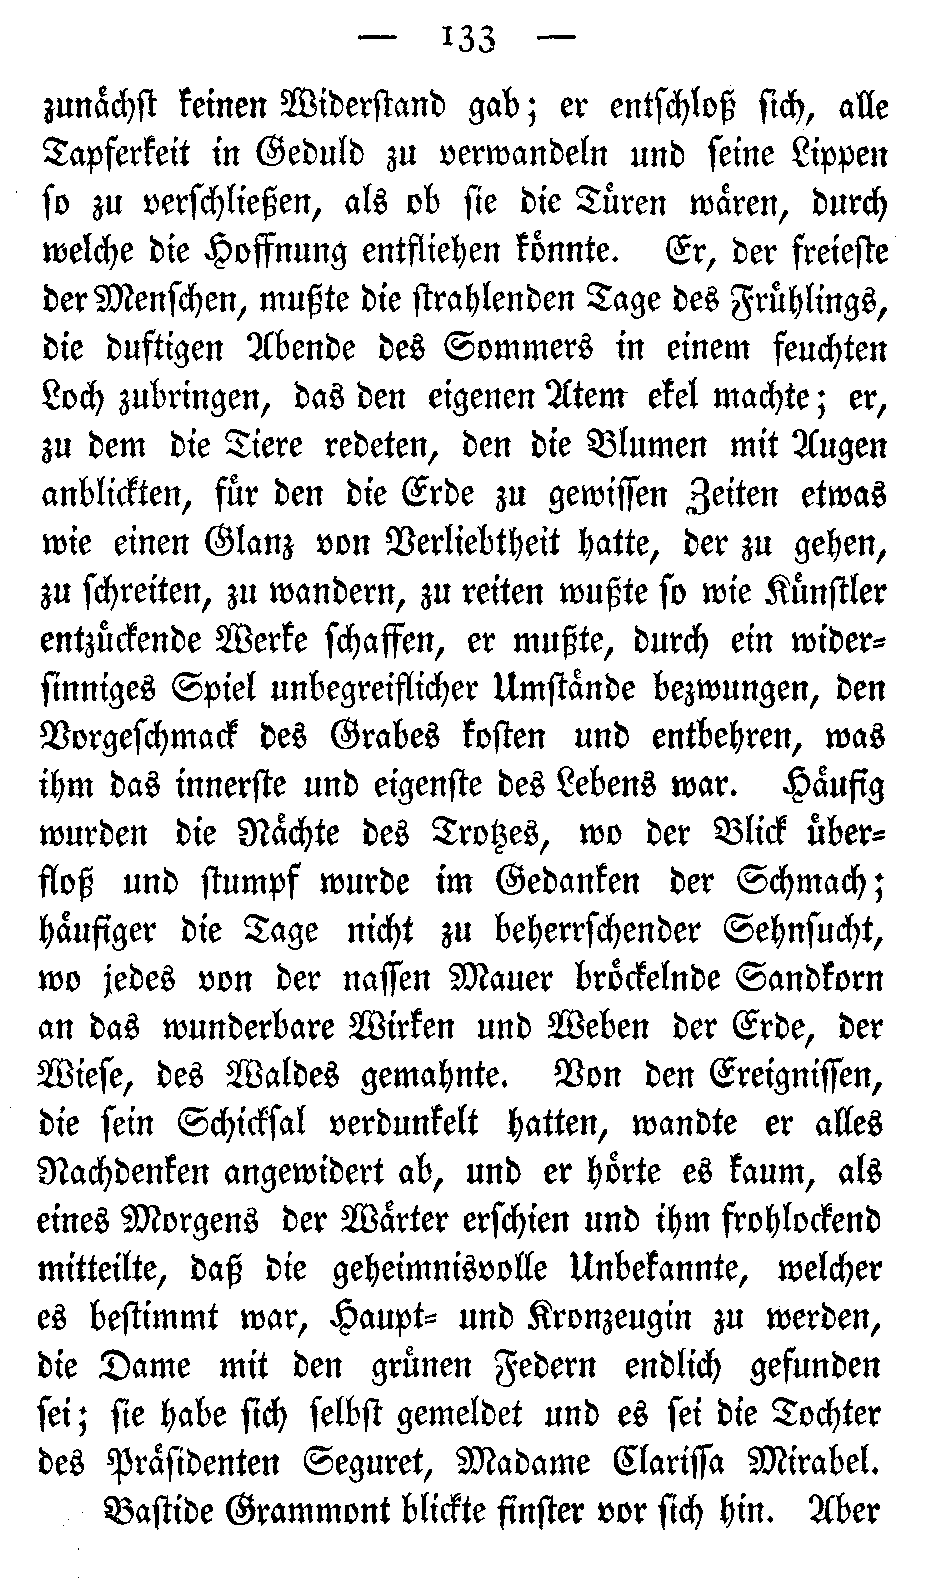 — 133 —
zunächst keinen Widerstand gab; er entschloß sich, alle
Tapferkeit in Geduld zu verwandeln und seine Lippen
so zu verschließen, als ob sie die Türen wären, durch
welche die Hoffnung entfliehen könnte. Er, der freieste
der Menschen, mußte die strahlenden Tage des Frühlings,
die duftigen Abende des Sommers in einem feuchten
Loch zubringen, das den eigenen Atem ekel machte; er,
zu dem die Tiere redeten, den die Blumen mit Augen
anblickten, für den die Erde zu gewissen Zeiten etwas
wie einen Glanz von Verliebtheit hatte, der zu gehen,
zu schreiten, zu wandern, zu reiten wußte so wie Künstler
entzückende Werke schaffen, er mußte, durch ein wider-
sinniges Spiel unbegreiflicher Umstände bezwungen, den
Vorgeschmack des Grabes kosten und entbehren, was
ihm das innerste und eigenste des Lebens war. Häufig
wurden die Nächte des Trotzes, wo der Blick über-
floß und stumpf wurde im Gedanken der Schmach;
häufiger die Tage nicht zu beherrschender Sehnsucht,
wo jedes von der nassen Mauer bröckelnde Sandkorn
an das wunderbare Wirken und Weben der Erde, der
Wiese, des Waldes gemahnte. Von den Ereignissen,
die sein Schicksal verdunkelt hatten, wandte er alles
Nachdenken angewidert ab, und er hörte es kaum, als
eines Morgens der Wärter erschien und ihm frohlockend
mitteilte, daß die geheimnisvolle Unbekannte, welcher
es bestimmt war, Haupt- und Kronzeugin zu werden,
die Dame mit den grünen Federn endlich gefunden
sei; sie habe sich selbst gemeldet und es sei die Tochter
des Präsidenten Seguret, Madame Clarissa Mirabel.
Bastide Grammont blickte finster vor sich hin. Aber